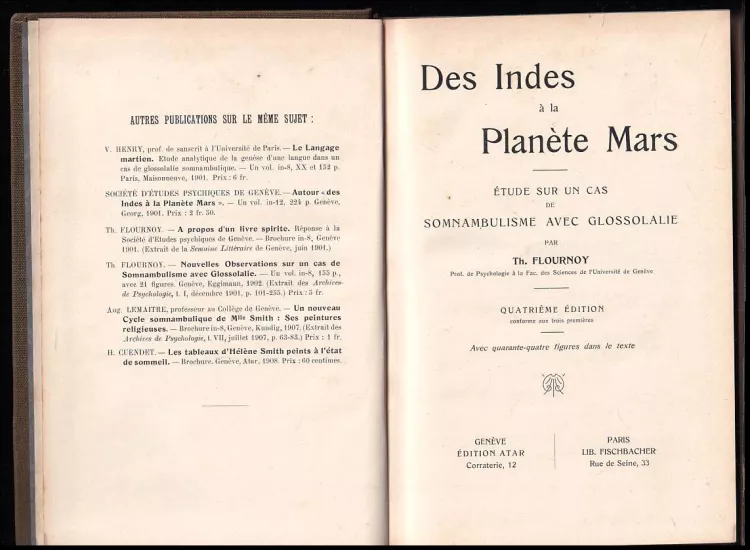 AUTRES PUBLICATIONS SUR LE MÊME SUJET :
V. HENRY, prof. de sanscrit à l'Université de Paris. — Le Langage
martien. Etude analytique de la genèse d'une langue dans un
cas de glossolalie somnambulique. — Un vol. in-8, XX et 152 p.
Paris, Maisonneuve, 1901. Prix : 6 fr.
SOCIÉTÉ D'ÉTUDES PSYCHIQUES DE GENÈVE. — Autour « des
Indes à la Planète Mars ». — Un vol. in-12, 224 p. Genève,
Georg, 1901. Prix : 2 fr. 50.
Th. FLOURNOY. — A propos d'un livre spirite. Réponse à la
Société d'Etudes psychiques de Genève. — Brochure in-8, Genève
1901. (Extrait de la Semaine Littéraire de Genève, juin 1901.)
Th. FLOURNOY. — Nouvelles Observations sur un cas de
Somnambulisme avec Glossolalie. — Un vol. in-8, 155 p.,
avec 21 figures. Genève, Eggimann, 1902. (Extrait des Archives
de Psychologie, t. I, décembre 1901, p. 101-255.) Prix : 5 fr.
Aug. LEMAITRE, professeur au Collège de Genève. — Un nouveau
Cycle somnambulique de Mlle Smith : Ses peintures
religieuses. — Brochure in-8, Genève, Kundig, 1907. (Extrait des
Archives de Psychologie, t. VII, juillet 1907, p. 63-83.) Prix : 1 fr.
H. CUENDET. — Les tableaux d'Hélène Smith peints à l'état
de sommeil. — Brochure. Genève, Atar, 1908. Prix : 60 centimes.
Des Indes
à la
Planète Mars
ÉTUDE SUR UN CAS
DE
SOMNAMBULISME AVEC GLOSSOLALIE
PAR
Th. FLOURNOY
Prof. de Psychologie à la Fac. des Sciences de l'Université de Genève
QUATRIÈME ÉDITION
conforme aux trois premières
Avec quarante-quatre figures dans le texte
GENÈVE
ÉDITION ATAR
Corraterie, 12
PARIS
LIB. FISCHBACHER
Rue de Seine, 33